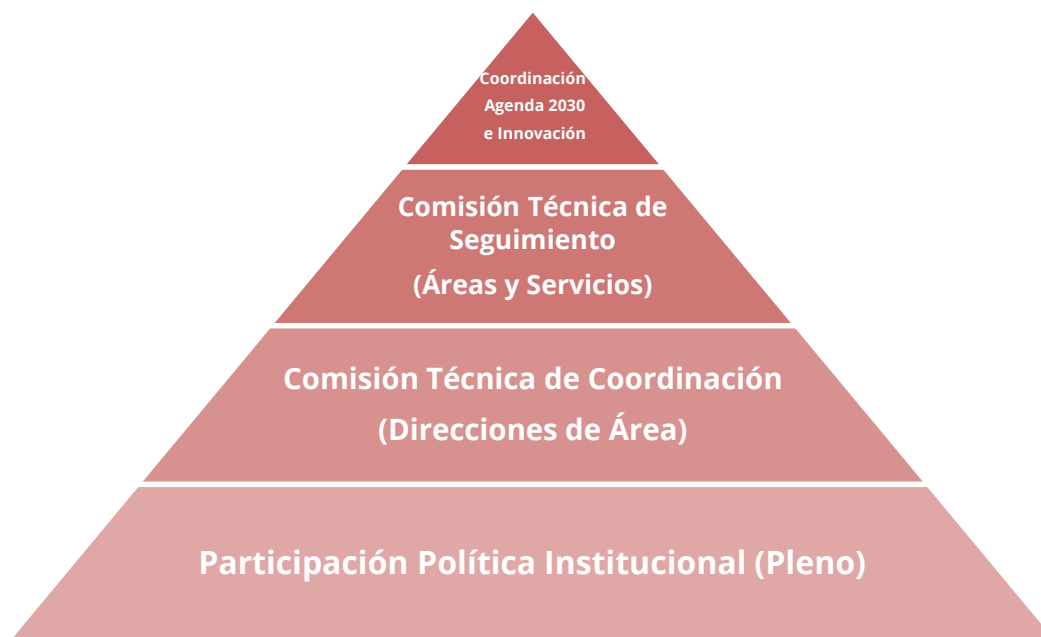 Coordinación
Agenda 2030
e Innovación
Comisión Técnica de
Seguimiento
(Áreas y Servicios)
Comisión Técnica de Coordinación
(Direcciones de Área)
Participación Política Institucional (Pleno)